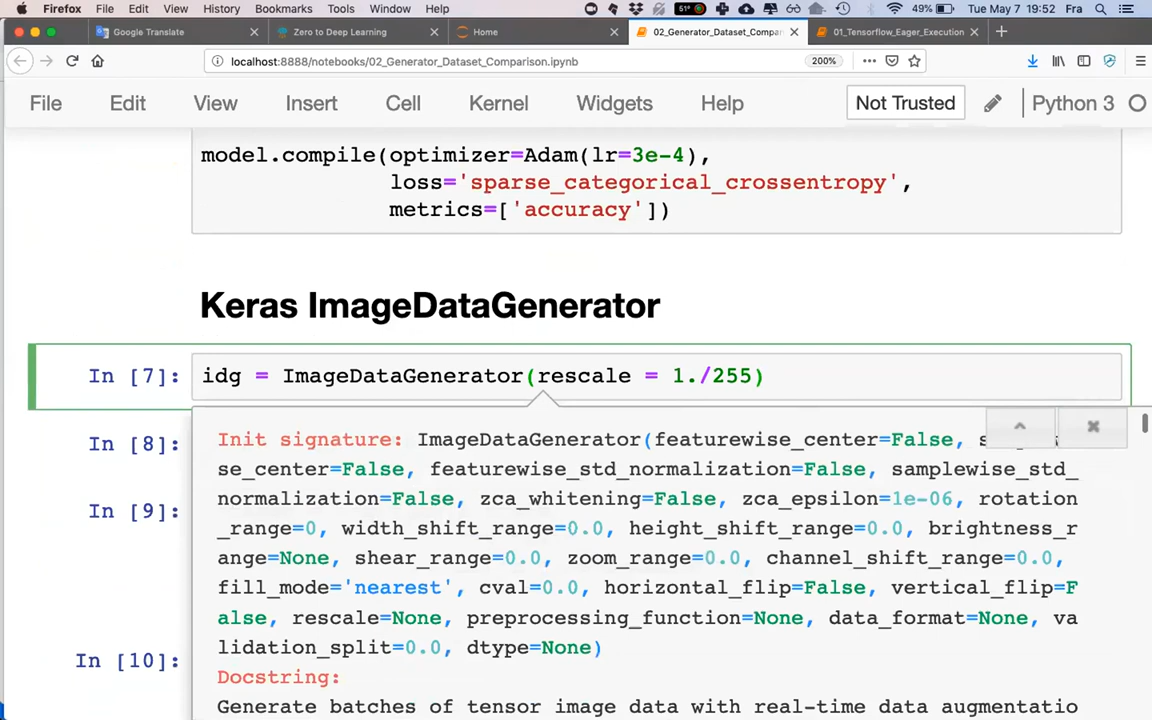 Firefox File Edit View History Bookmarks Tools Window Help 51° 49% Tue May 7 19:52 Fra
Google Translate Zero to Deep Learning Home 02_Generator_Dataset_Compar 01_Tensorflow_Eager_Execution
localhost:8888/notebooks/02_Generator_Dataset_Comparison.ipynb 200%
File Edit View Insert Cell Kernel Widgets Help Not Trusted Python 3
model.compile(optimizer=Adam(lr=3e-4),
loss='sparse_categorical_crossentropy',
metrics=['accuracy'])
Keras ImageDataGenerator
In [7]: idg = ImageDataGenerator(rescale = 1./255)
In [8]:
In [9]:
In [10]:
Init signature: ImageDataGenerator(featurewise_center=False,
se_center=False, featurewise_std_normalization=False, samplewise_std_
normalization=False, zca_whitening=False, zca_epsilon=1e-06, rotation
_range=0, width_shift_range=0.0, height_shift_range=0.0, brightness_r
ange=None, shear_range=0.0, zoom_range=0.0, channel_shift_range=0.0,
fill_mode='nearest', cval=0.0, horizontal_flip=False, vertical_flip=F
alse, rescale=None, preprocessing_function=None, data_format=None, va
lidation_split=0.0, dtype=None)
Docstring:
Generate batches of tensor image data with real-time data augmentatio